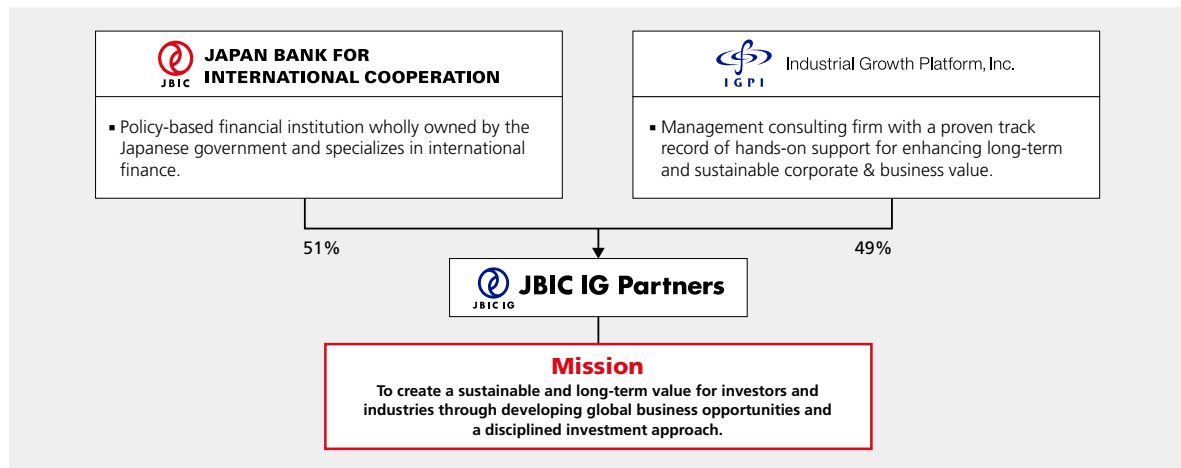 JBIC
JAPAN BANK FOR
INTERNATIONAL COOPERATION
▪ Policy-based financial institution wholly owned by the
Japanese government and specializes in international
finance.
IGPI
Industrial Growth Platform, Inc.
▪ Management consulting firm with a proven track
record of hands-on support for enhancing long-term
and sustainable corporate & business value.
51%
49%
JBIC IG
JBIC IG Partners
Mission
To create a sustainable and long-term value for investors and
industries through developing global business opportunities and
a disciplined investment approach.